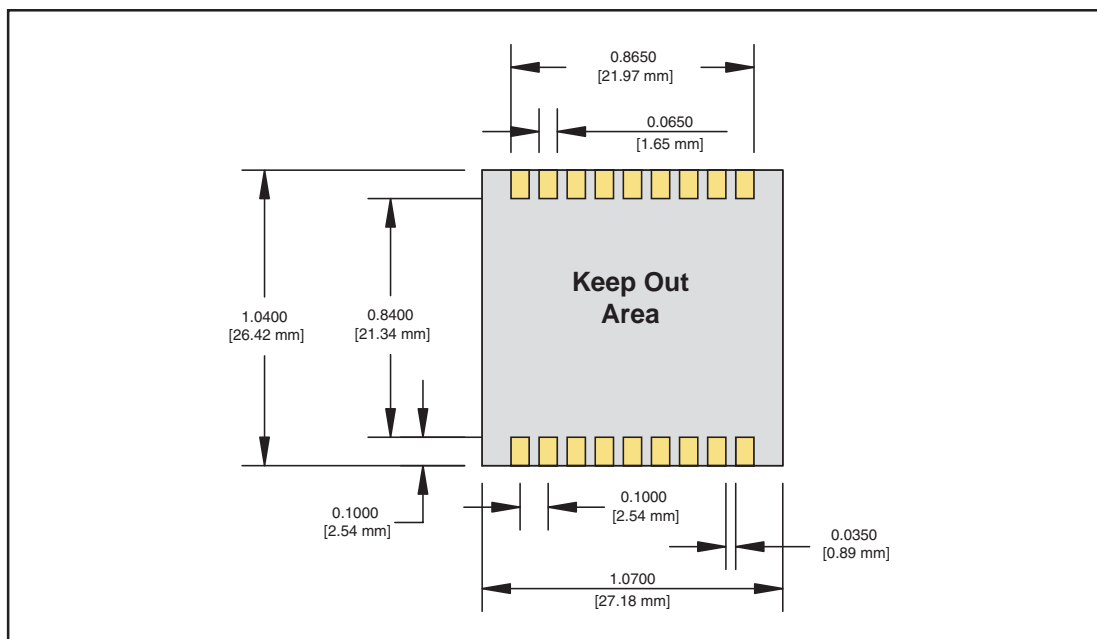 0.8650
[21.97 mm]
0.0650
[1.65 mm]
Keep Out
Area
1.0400
[26.42 mm]
0.8400
[21.34 mm]
0.1000
[2.54 mm]
0.1000
[2.54 mm]
0.0350
[0.89 mm]
1.0700
[27.18 mm]